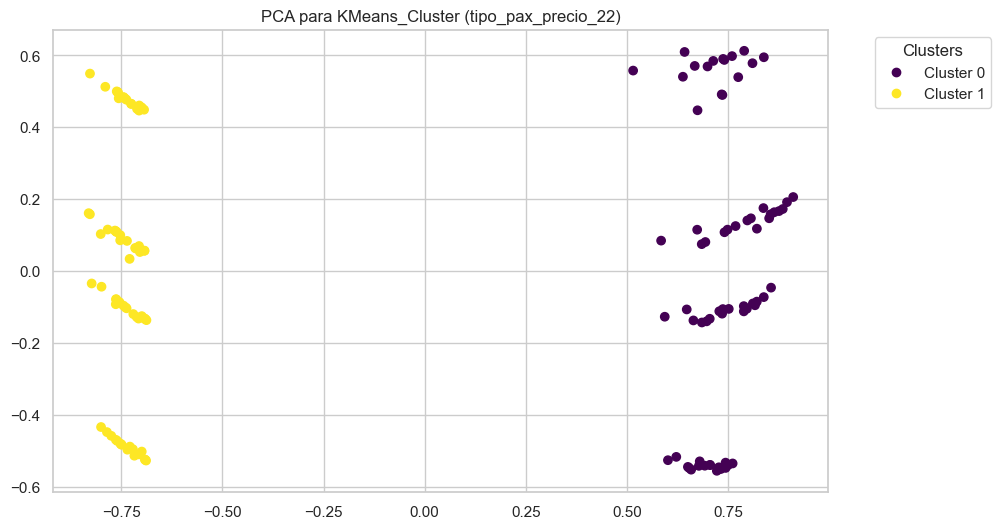 PCA para KMeans_Cluster (tipo_pax_precio_22)
Clusters
Cluster 0
Cluster 1
0.6
0.4
0.2
0.0
−0.2
−0.4
−0.6
−0.75 −0.50 −0.25 0.00 0.25 0.50 0.75